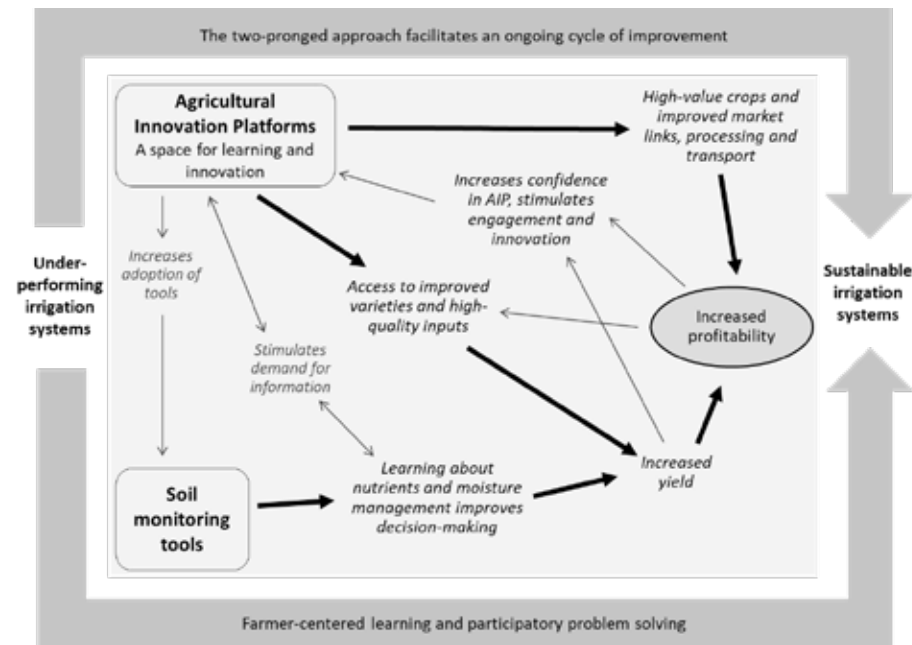 The two-pronged approach facilitates an ongoing cycle of improvement
Agricultural
Innovation Platforms
A space for learning and
innovation
High-value crops and
improved market
links, processing and
transport
Increases confidence
in AIP, stimulates
engagement and
innovation
Under-
performing
irrigation
systems
Increases
adoption of
tools
Access to improved
varieties and high-
quality inputs
Sustainable
irrigation
systems
Increased
profitability
Stimulates
demand for
information
Learning about
nutrients and moisture
management improves
decision-making
Increased
yield
Soil
monitoring
tools
Farmer-centered learning and participatory problem solving